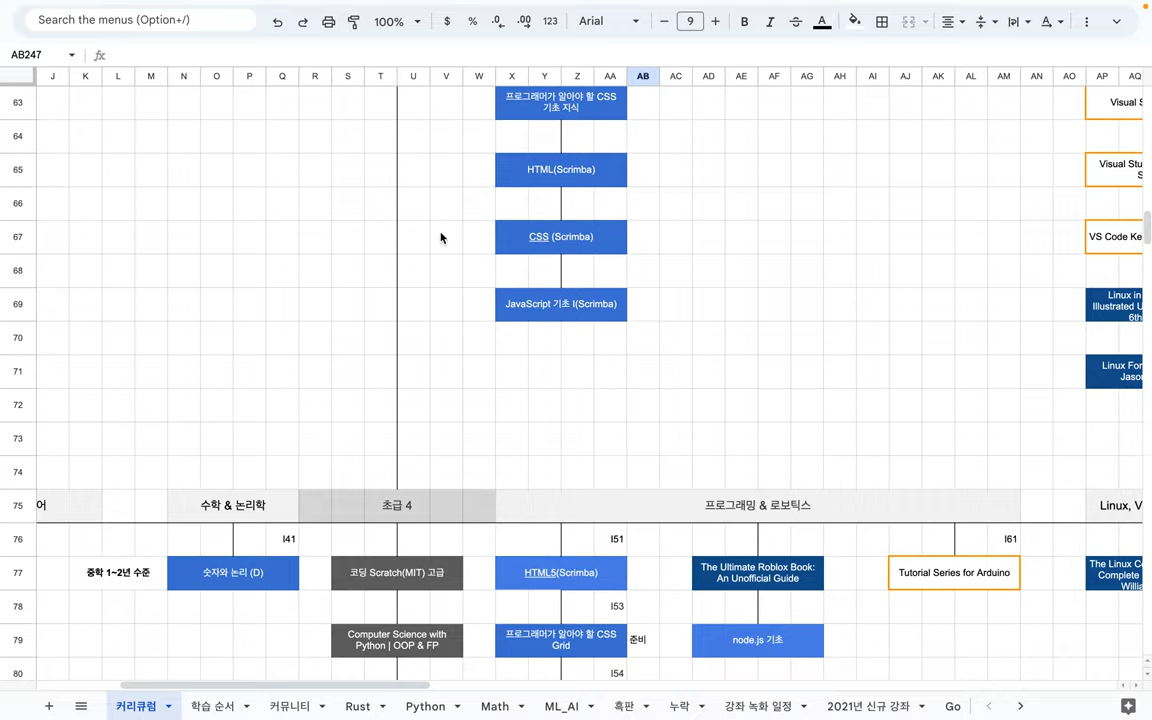 Search the menus (Option+/)
100%
$
%
.0
.00
123
Arial
9
B
I
S
A
AB247
fx
J K L M N O P Q R S T U V W X Y Z AA AB AC AD AE AF AG AH AI AJ AK AL AM AN AO AP AQ
63
프로그래머가 알아야 할 CSS
기초 지식
Visual S
64
65
HTML(Scrimba)
Visual Stu
S
66
67
CSS (Scrimba)
VS Code Ke
68
69
JavaScript 기초 I(Scrimba)
Linux in
Illustrated U
6th
70
71
Linux For
Jason
72
73
74
75
어
수학 & 논리학
초급 4
프로그래밍 & 로보틱스
Linux, V
76
I41
I51
I61
77
중학 1~2년 수준
숫자와 논리 (D)
코딩 Scratch(MIT) 고급
HTML5(Scrimba)
The Ultimate Roblox Book:
An Unofficial Guide
Tutorial Series for Arduino
The Linux Co
Complete
Willia
78
I53
79
Computer Science with
Python | OOP & FP
프로그래머가 알아야 할 CSS
Grid
준비
node.js 기초
80
I54
커리큐럼
학습 순서
커뮤니티
Rust
Python
Math
ML_AI
흑판
누락
강좌 녹화 일정
2021년 신규 강좌
Go